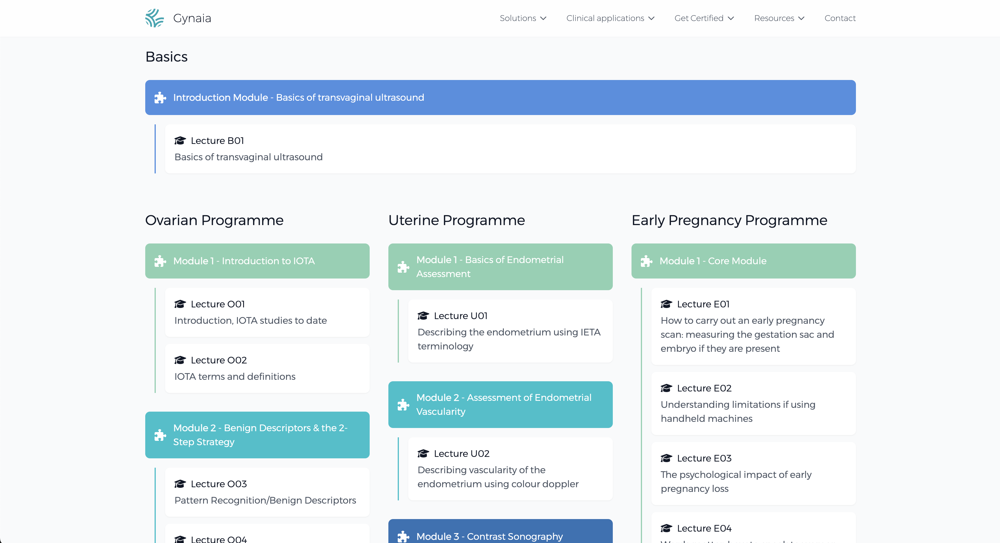 Gynaia
Solutions
Clinical applications
Get Certified
Resources
Contact
Basics
Introduction Module - Basics of transvaginal ultrasound
Lecture B01
Basics of transvaginal ultrasound
Ovarian Programme
Module 1 - Introduction to IOTA
Lecture O01
Introduction, IOTA studies to date
Lecture O02
IOTA terms and definitions
Module 2 - Benign Descriptors & the 2-
Step Strategy
Lecture O03
Pattern Recognition/Benign Descriptors
Lecture O04
Uterine Programme
Module 1 - Basics of Endometrial
Assessment
Lecture U01
Describing the endometrium using IETA
terminology
Module 2 - Assessment of Endometrial
Vascularity
Lecture U02
Describing vascularity of the
endometrium using colour doppler
Module 3 - Contrast Sonography
Early Pregnancy Programme
Module 1 - Core Module
Lecture E01
How to carry out an early pregnancy
scan: measuring the gestation sac and
embryo if they are present
Lecture E02
Understanding limitations if using
handheld machines
Lecture E03
The psychological impact of early
pregnancy loss
Lecture E04